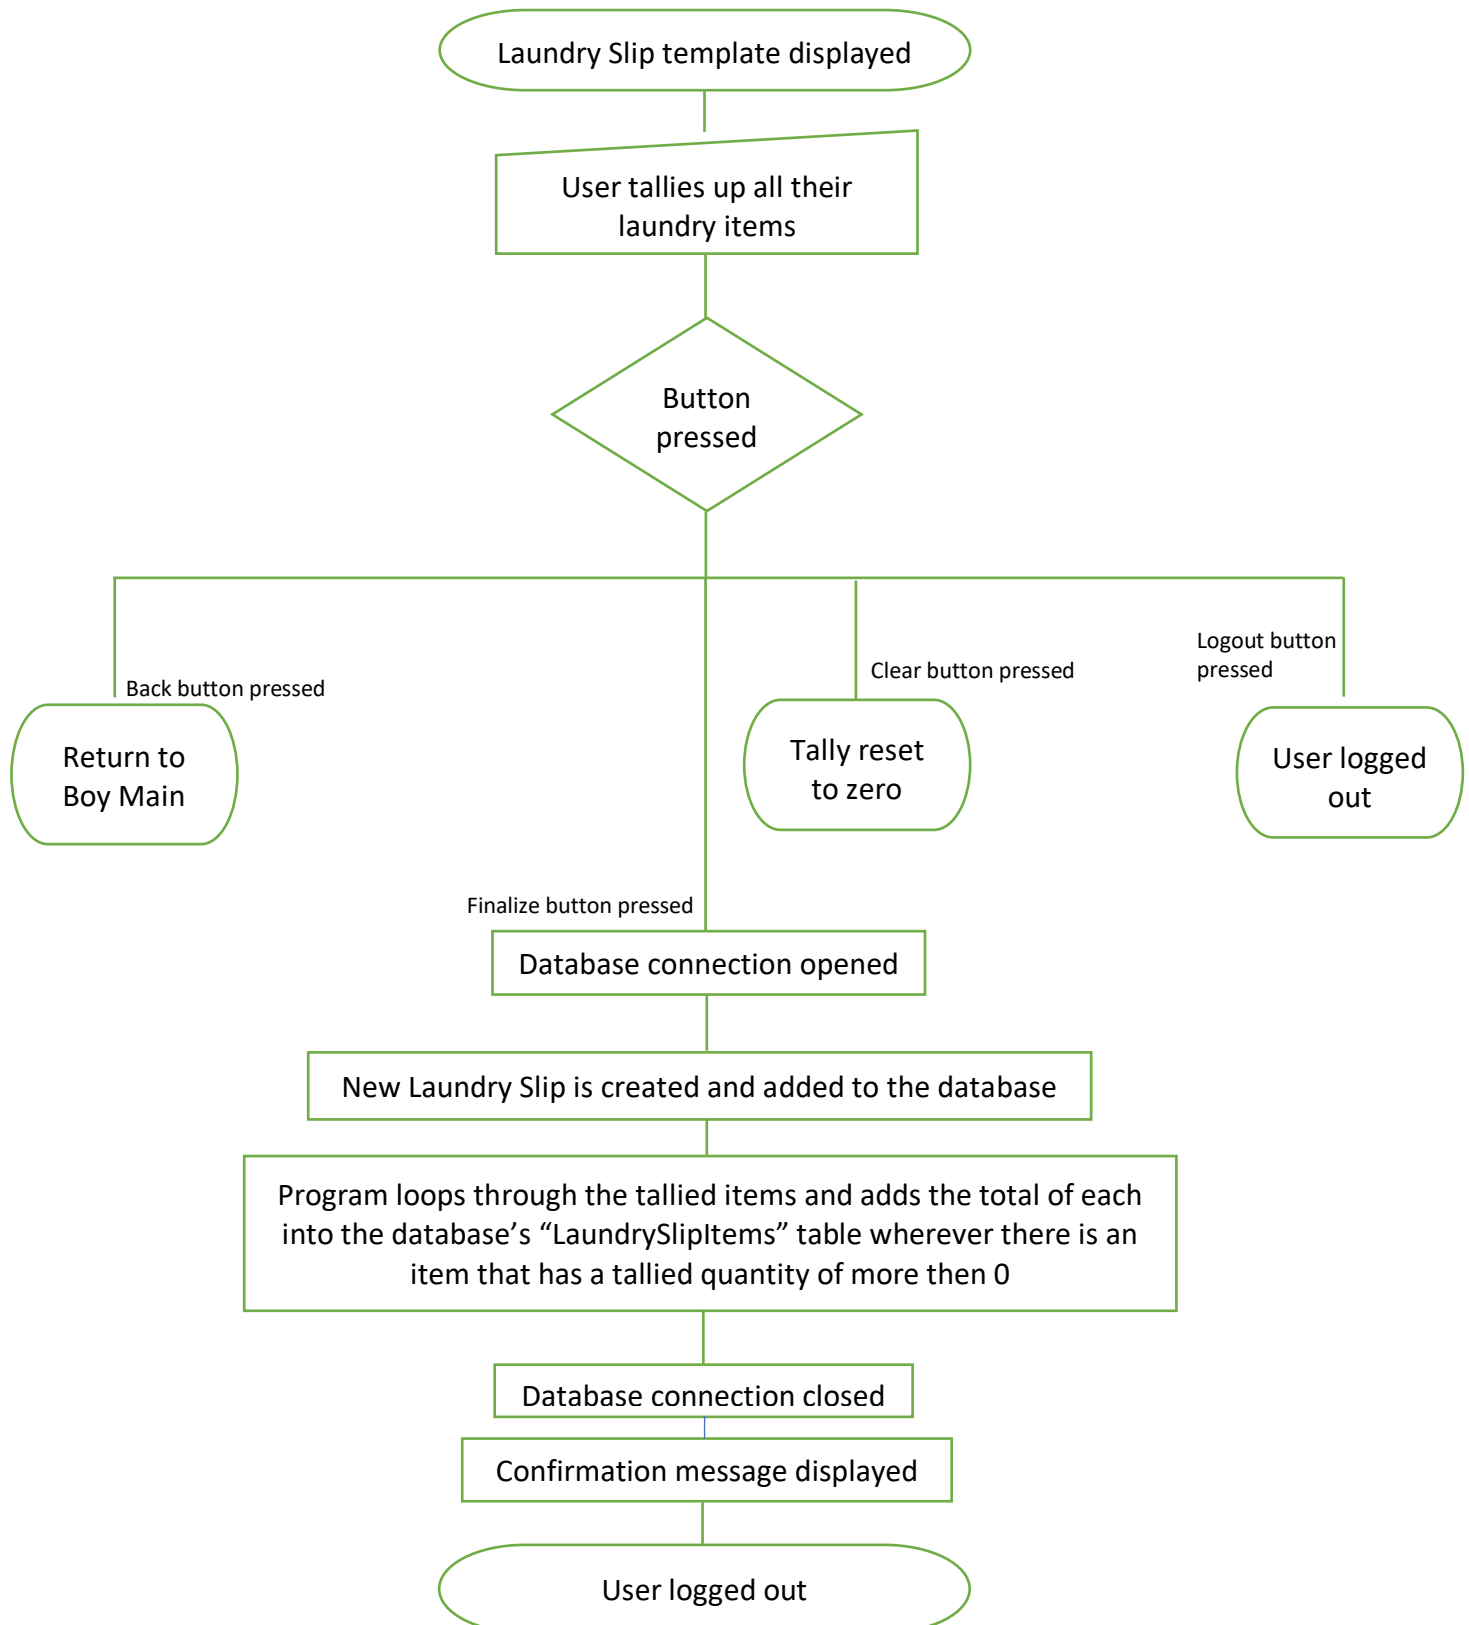 Laundry Slip template displayed
User tallies up all their
laundry items
Button
pressed
Back button pressed
Return to
Boy Main
Clear button pressed
Tally reset
to zero
Logout button
pressed
User logged
out
Finalize button pressed
Database connection opened
New Laundry Slip is created and added to the database
Program loops through the tallied items and adds the total of each
into the database’s “LaundrySlipItems” table wherever there is an
item that has a tallied quantity of more then 0
Database connection closed
Confirmation message displayed
User logged out